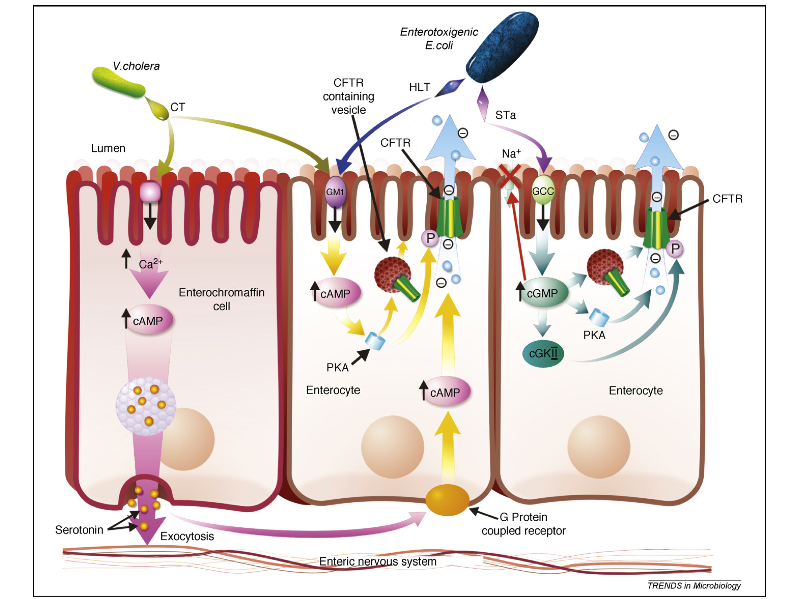 Enterotoxigenic
E.coli
V.cholera
CT
HLT
STa
CFTR
containing
vesicle
CFTR
Lumen
Na⁺
GM1
GCC
CFTR
P
P
Ca²⁺
cAMP
Enterochromaffin
cell
cAMP
cGMP
PKA
PKA
cGKII
Enterocyte
cAMP
Enterocyte
Serotonin
Exocytosis
G Protein
coupled receptor
Enteric nervous system
TRENDS in Microbiology